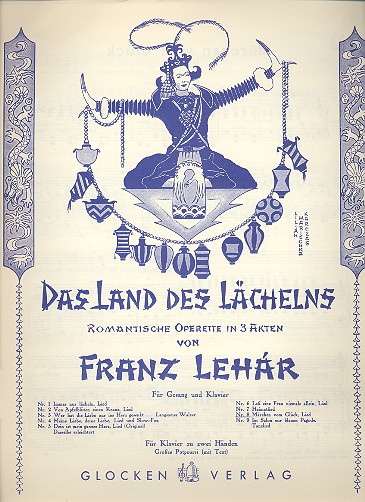 DAS LAND DES LÄCHELNS
ROMANTISCHE OPERETTE IN 3 AKTEN
VON
FRANZ LEHÁR
Für Gesang und Klavier
Nr. 1 Immer nur lächeln, Lied
Nr. 2 Von Apfelblüten einen Kranz, Lied
Nr. 3 Wer hat die Liebe uns ins Herz gesenkt . . . Langsamer Walzer
Nr. 4 Meine Liebe, deine Liebe, Lied und Slow-Fox
Nr. 5 Dein ist mein ganzes Herz, Lied (Original)
Dasselbe erleichtert
Nr. 6 Laß eine Frau niemals allein, Lied
Nr. 7 Heimatlied
Nr. 8 Märchen vom Glück, Lied
Nr. 9 Im Salon zur blauen Pagode,
Tanzlied
Für Klavier zu zwei Händen
Großes Potpourri (mit Text)
GLOCKEN VERLAG